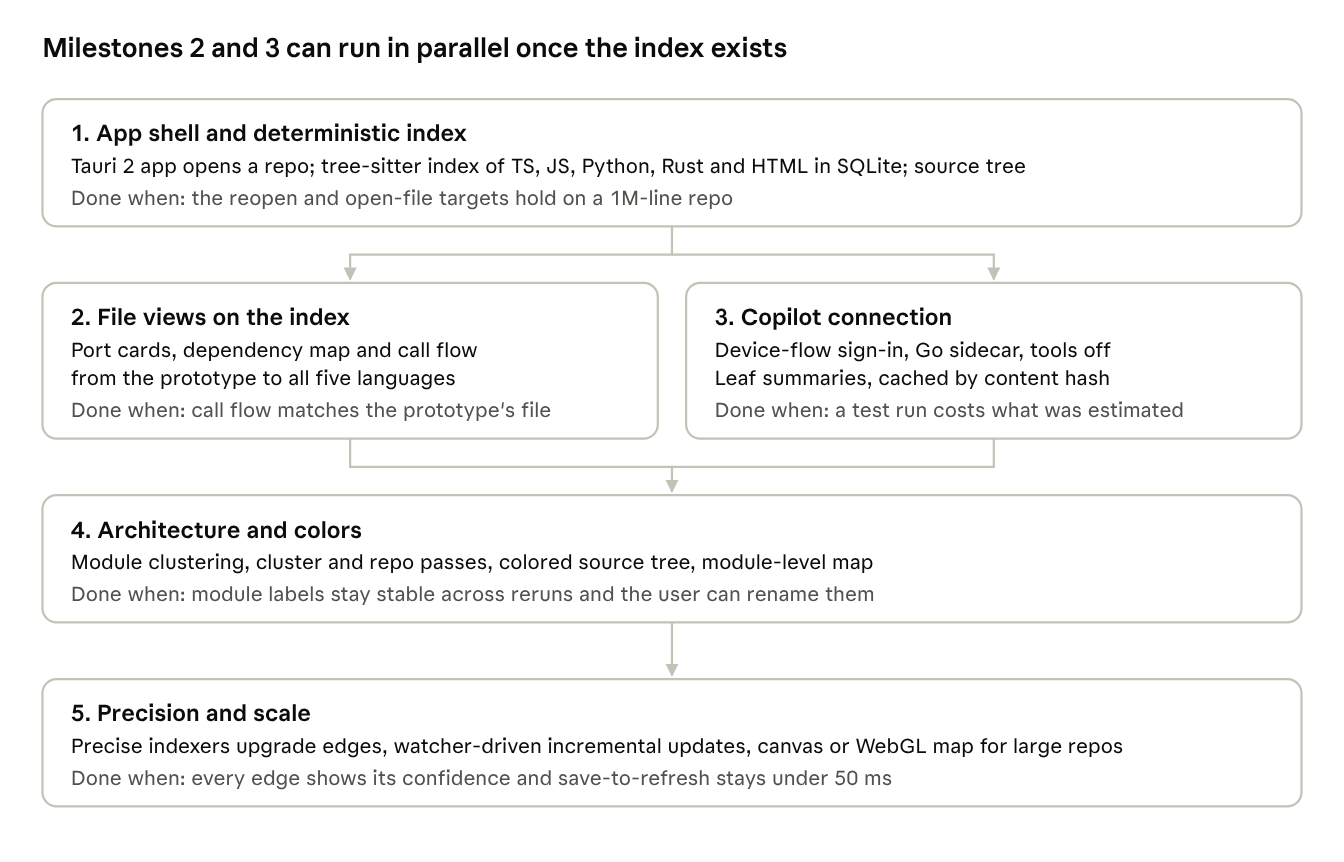 Milestones 2 and 3 can run in parallel once the index exists
1. App shell and deterministic index
Tauri 2 app opens a repo; tree-sitter index of TS, JS, Python, Rust and HTML in SQLite; source tree
Done when: the reopen and open-file targets hold on a 1M-line repo
2. File views on the index
Port cards, dependency map and call flow
from the prototype to all five languages
Done when: call flow matches the prototype's file
3. Copilot connection
Device-flow sign-in, Go sidecar, tools off
Leaf summaries, cached by content hash
Done when: a test run costs what was estimated
4. Architecture and colors
Module clustering, cluster and repo passes, colored source tree, module-level map
Done when: module labels stay stable across reruns and the user can rename them
5. Precision and scale
Precise indexers upgrade edges, watcher-driven incremental updates, canvas or WebGL map for large repos
Done when: every edge shows its confidence and save-to-refresh stays under 50 ms